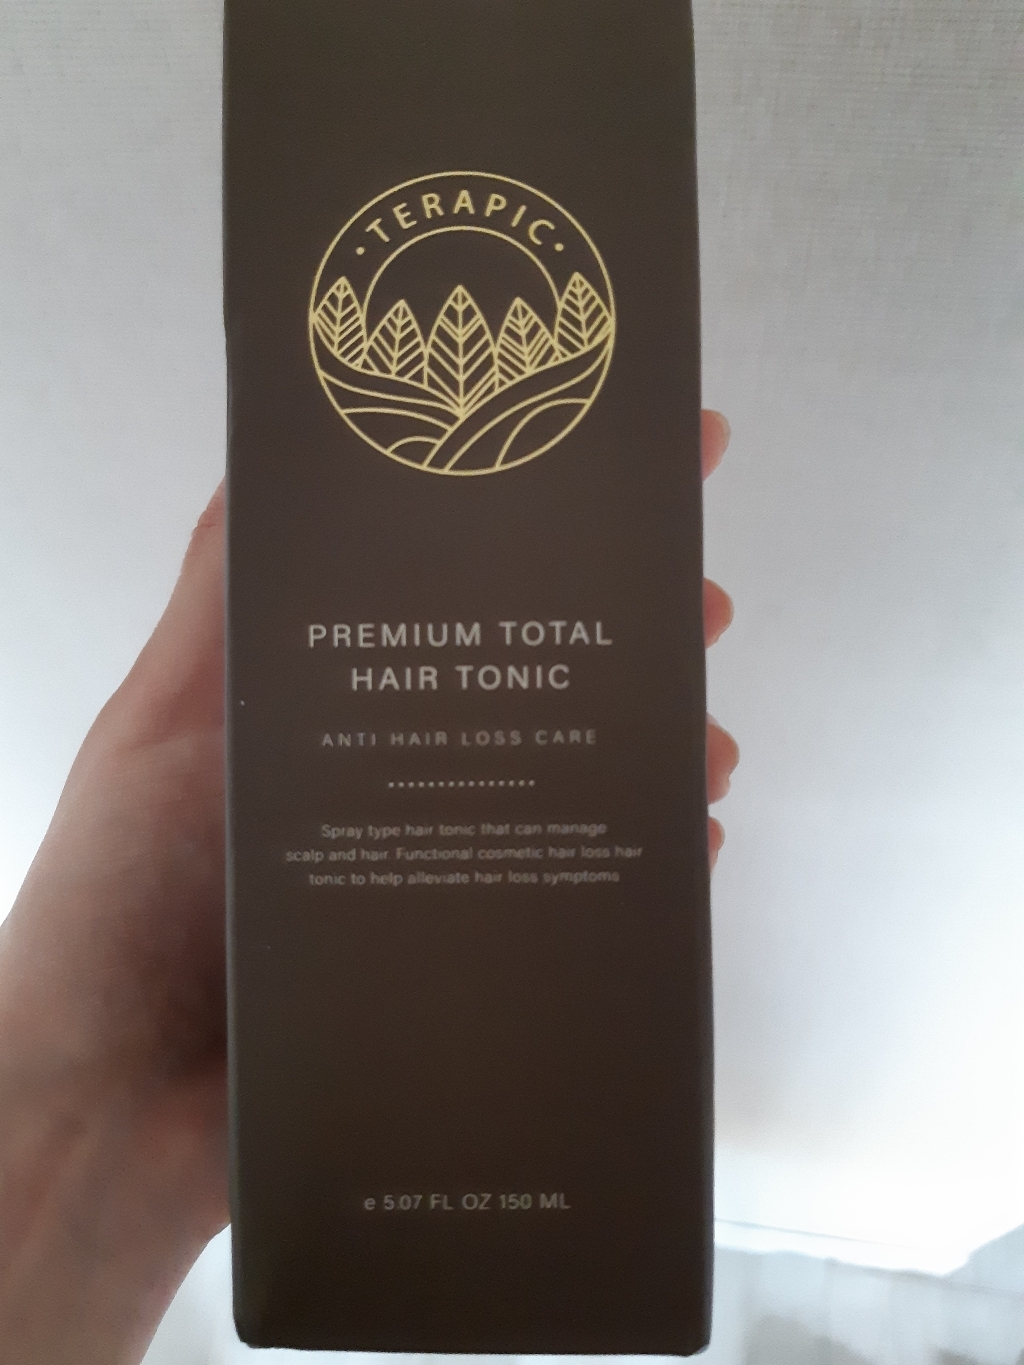 · TERAPIC ·
PREMIUM TOTAL
HAIR TONIC
ANTI HAIR LOSS CARE
Spray type hair tonic that can manage
scalp and hair. Functional cosmetic hair loss hair
tonic to help alleviate hair loss symptoms
e 5.07 FL OZ 150 ML